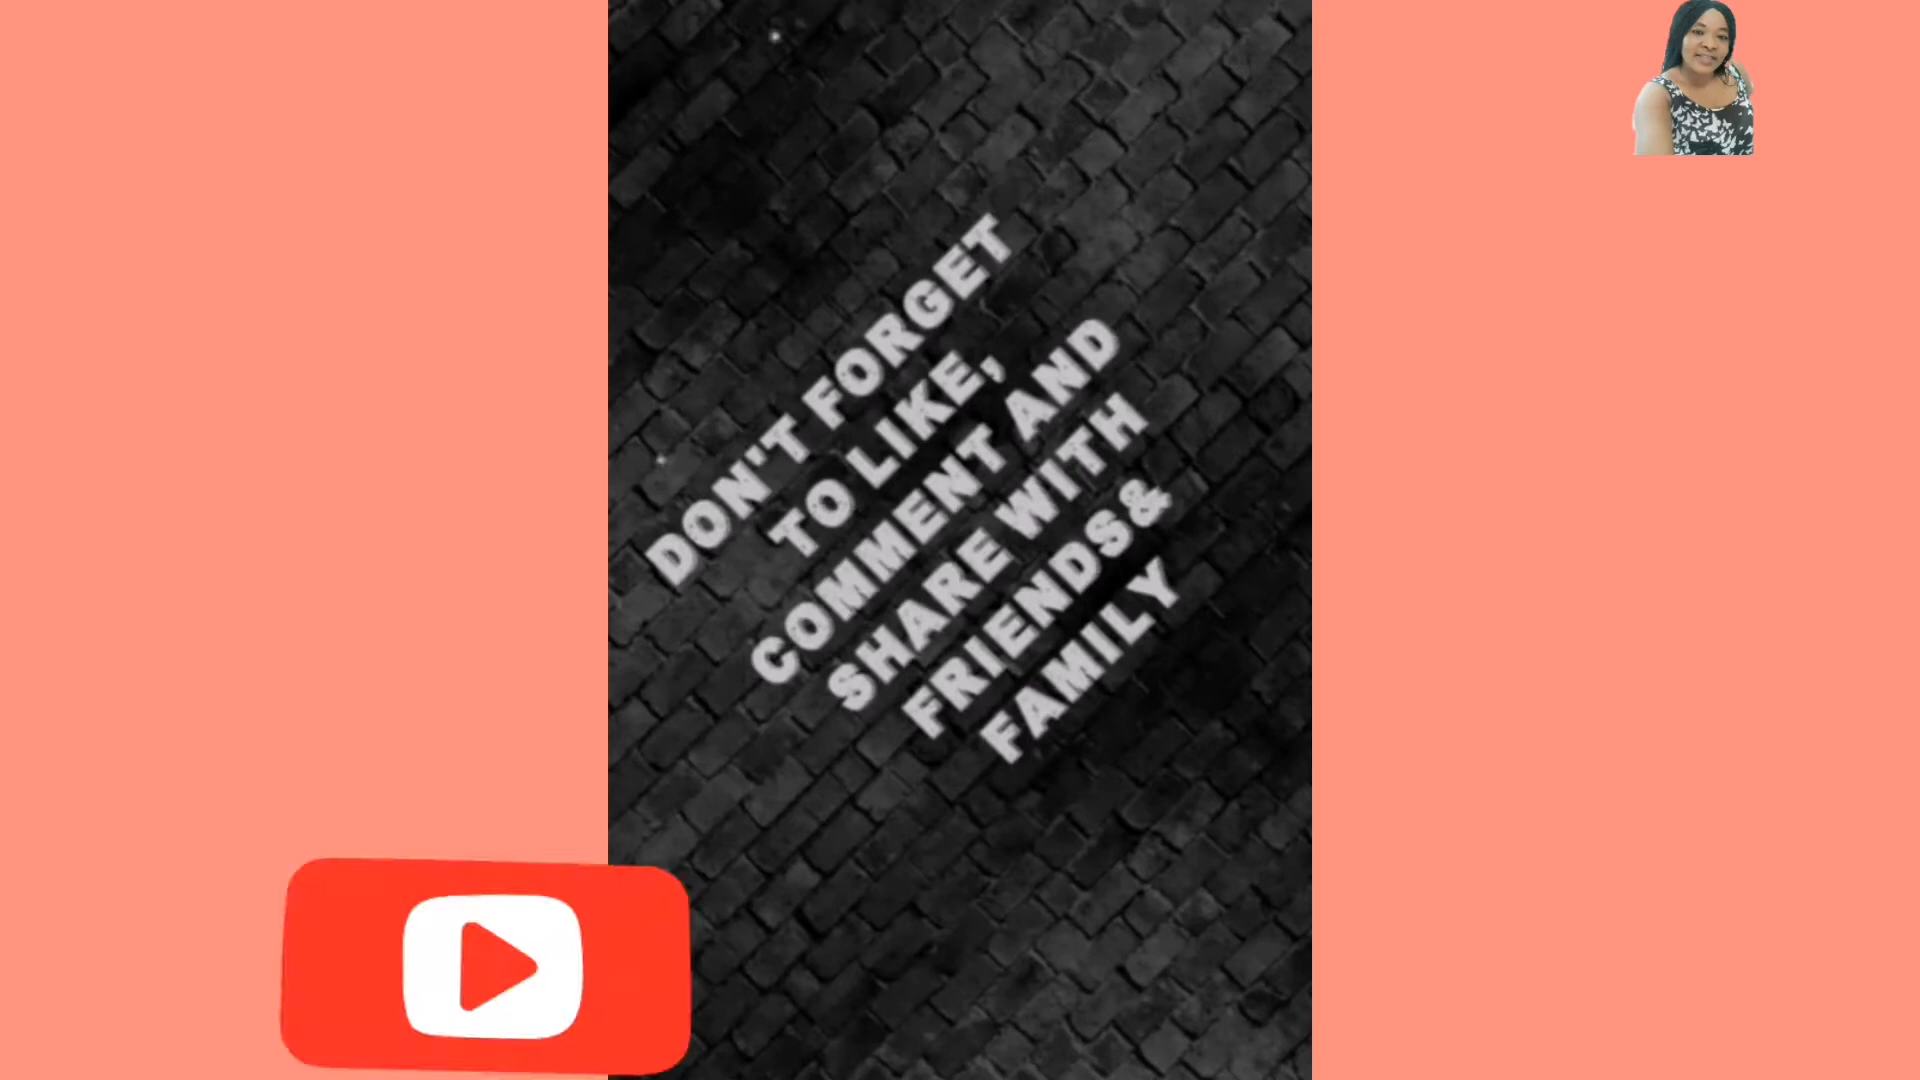 DON'T FORGET
TO LIKE,
COMMENT AND
SHARE WITH
FRIENDS&
FAMILY